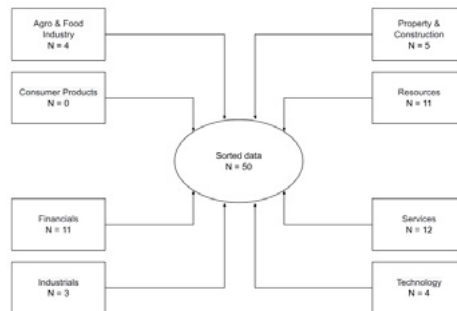 Agro & Food
Industry
N = 4
Property &
Construction
N = 5
Consumer Products
N = 0
Resources
N = 11
Sorted data
N = 50
Financials
N = 11
Services
N = 12
Industrials
N = 3
Technology
N = 4